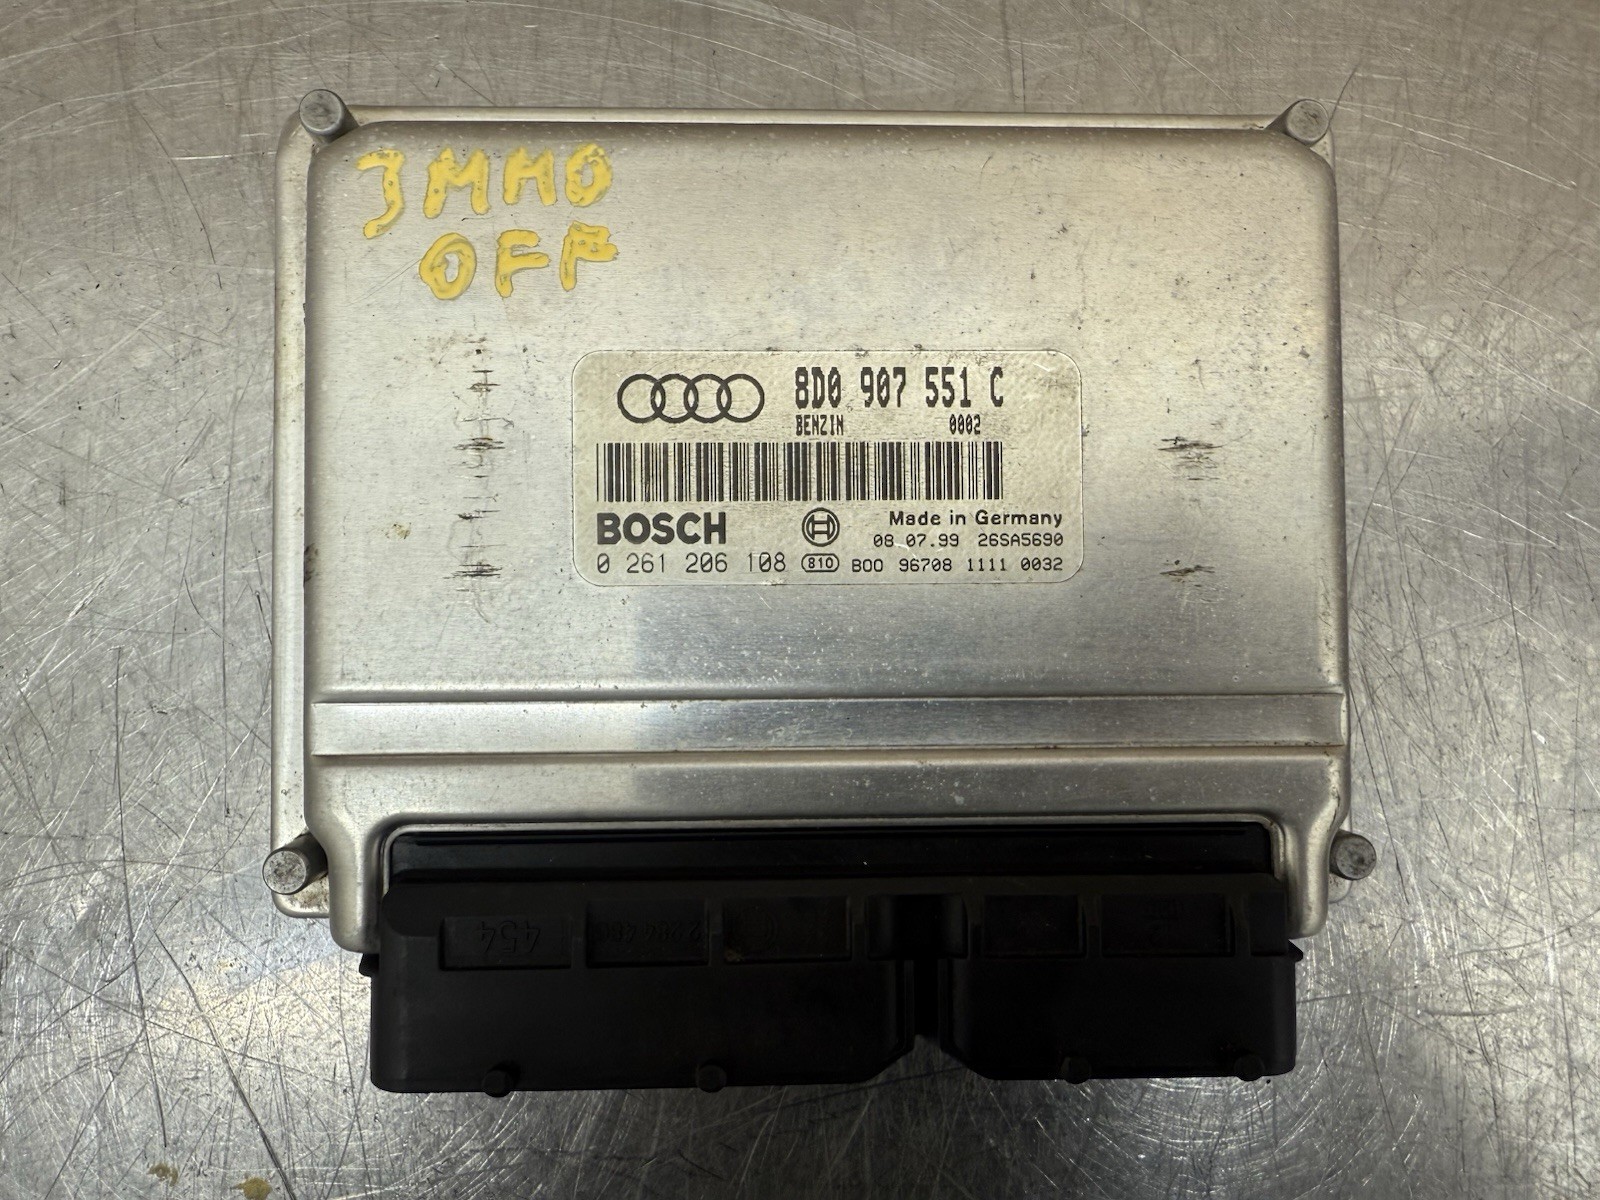 JMMO
OFF
8D0 907 551 C
BENZIN 0002
BOSCH
Made in Germany
08.07.99 26SA5690
0 261 206 108 810 B00 96708 1111 0032
454